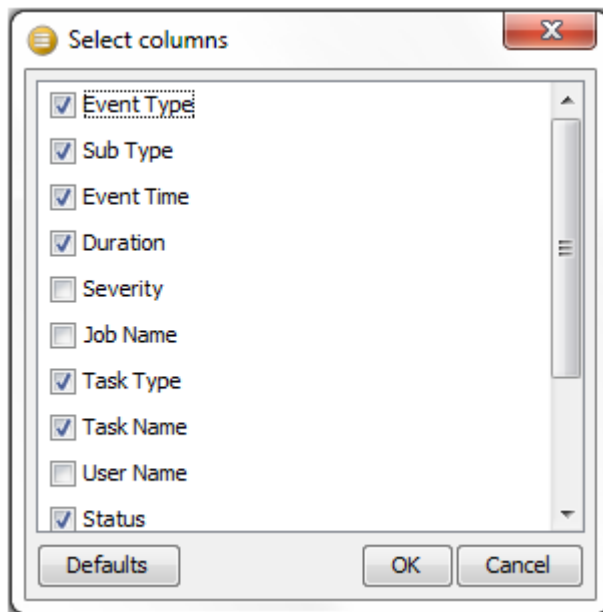 Select columns
Event Type
Sub Type
Event Time
Duration
Severity
Job Name
Task Type
Task Name
User Name
Status
Defaults OK Cancel